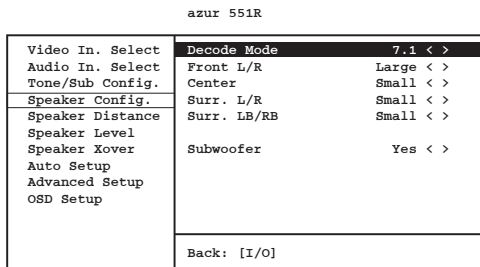 azur 551R
Video In. Select
Audio In. Select
Tone/Sub Config.
Speaker Config.
Speaker Distance
Speaker Level
Speaker Xover
Auto Setup
Advanced Setup
OSD Setup
Decode Mode 7.1 < >
Front L/R Large < >
Center Small < >
Surr. L/R Small < >
Surr. LB/RB Small < >
Subwoofer Yes < >
Back: [I/O]